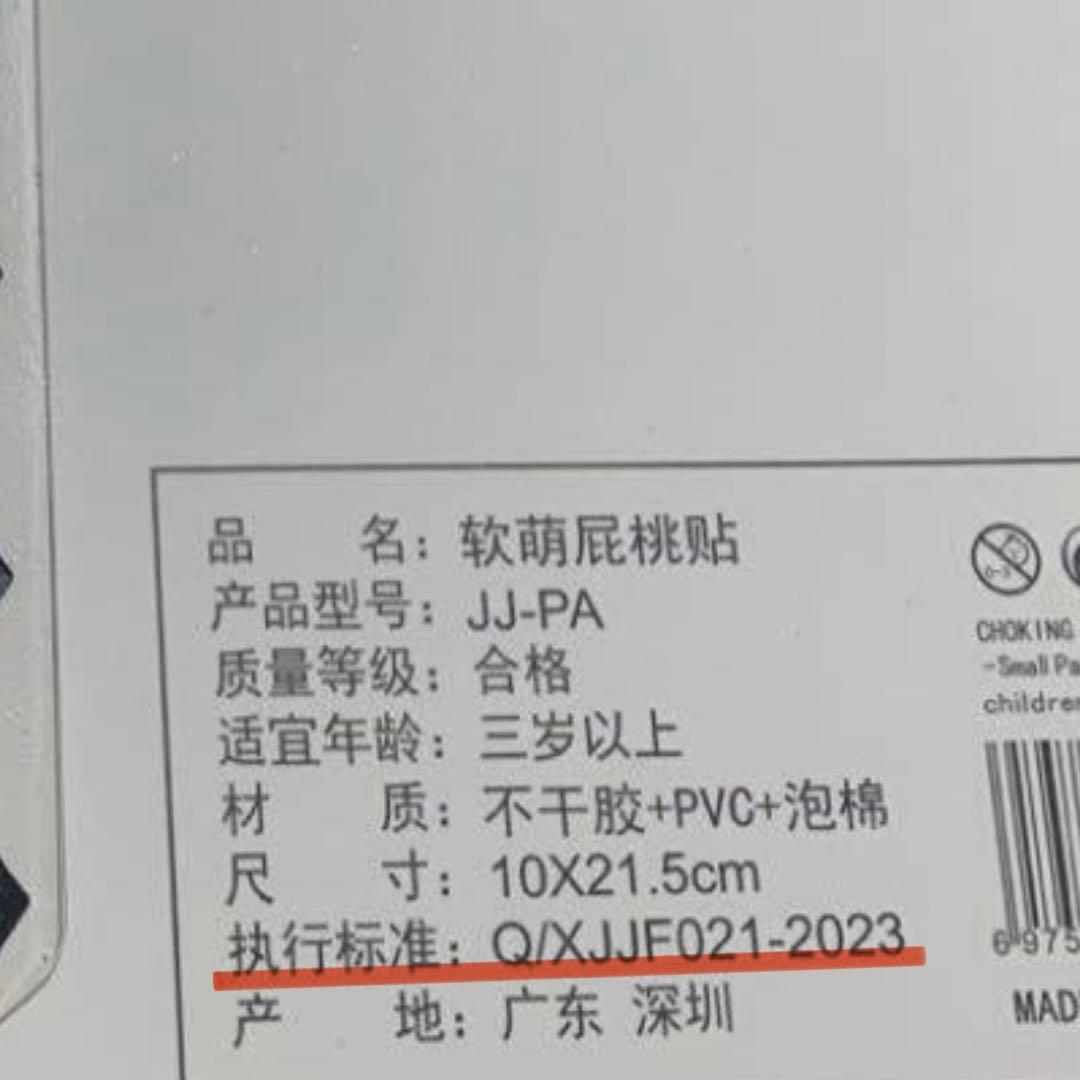 品 名：软萌屁桃贴
产品型号：JJ-PA
质量等级：合格
适宜年龄：三岁以上
材 质：不干胶+PVC+泡棉
尺 寸：10X21.5cm
执行标准：Q/XJJF021-2023
产 地：广东 深圳
CHOKING
-Small Pa
children
6 975
MAD